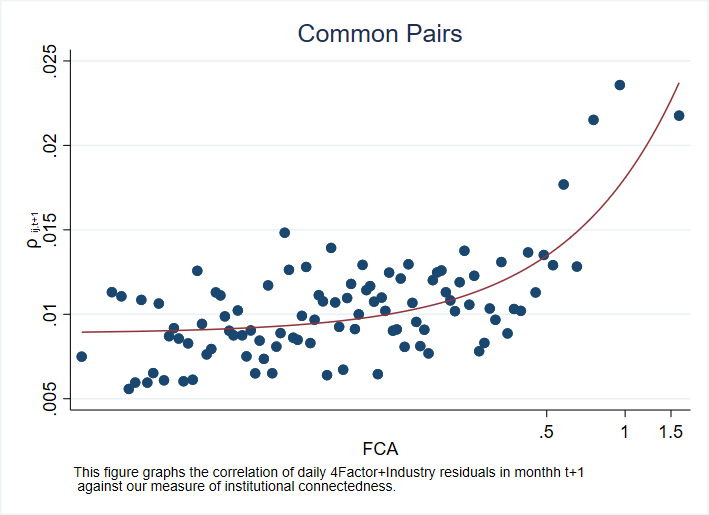 Common Pairs
.025
.02
.015
.01
.005
ρ ij,t+1
.5 1 1.5
FCA
This figure graphs the correlation of daily 4Factor+Industry residuals in monthh t+1
against our measure of institutional connectedness.